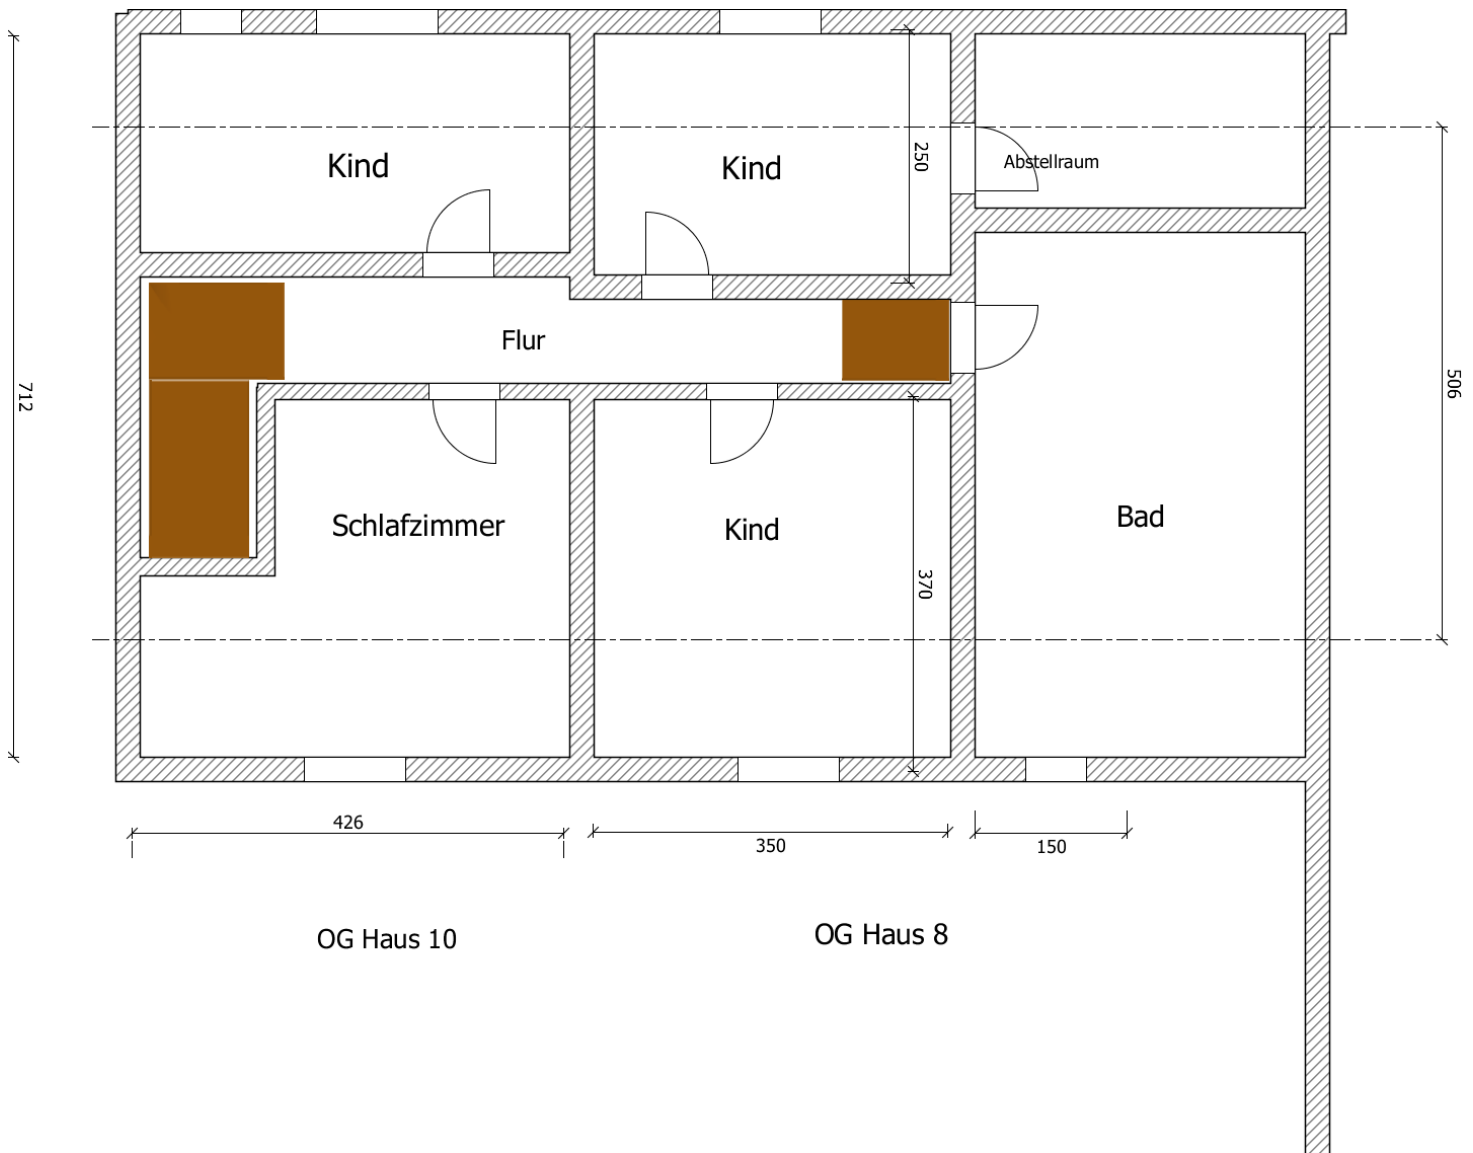 Kind
Kind
250
Abstellraum
Flur
712
506
Schlafzimmer
Kind
Bad
370
426
350
150
OG Haus 10
OG Haus 8